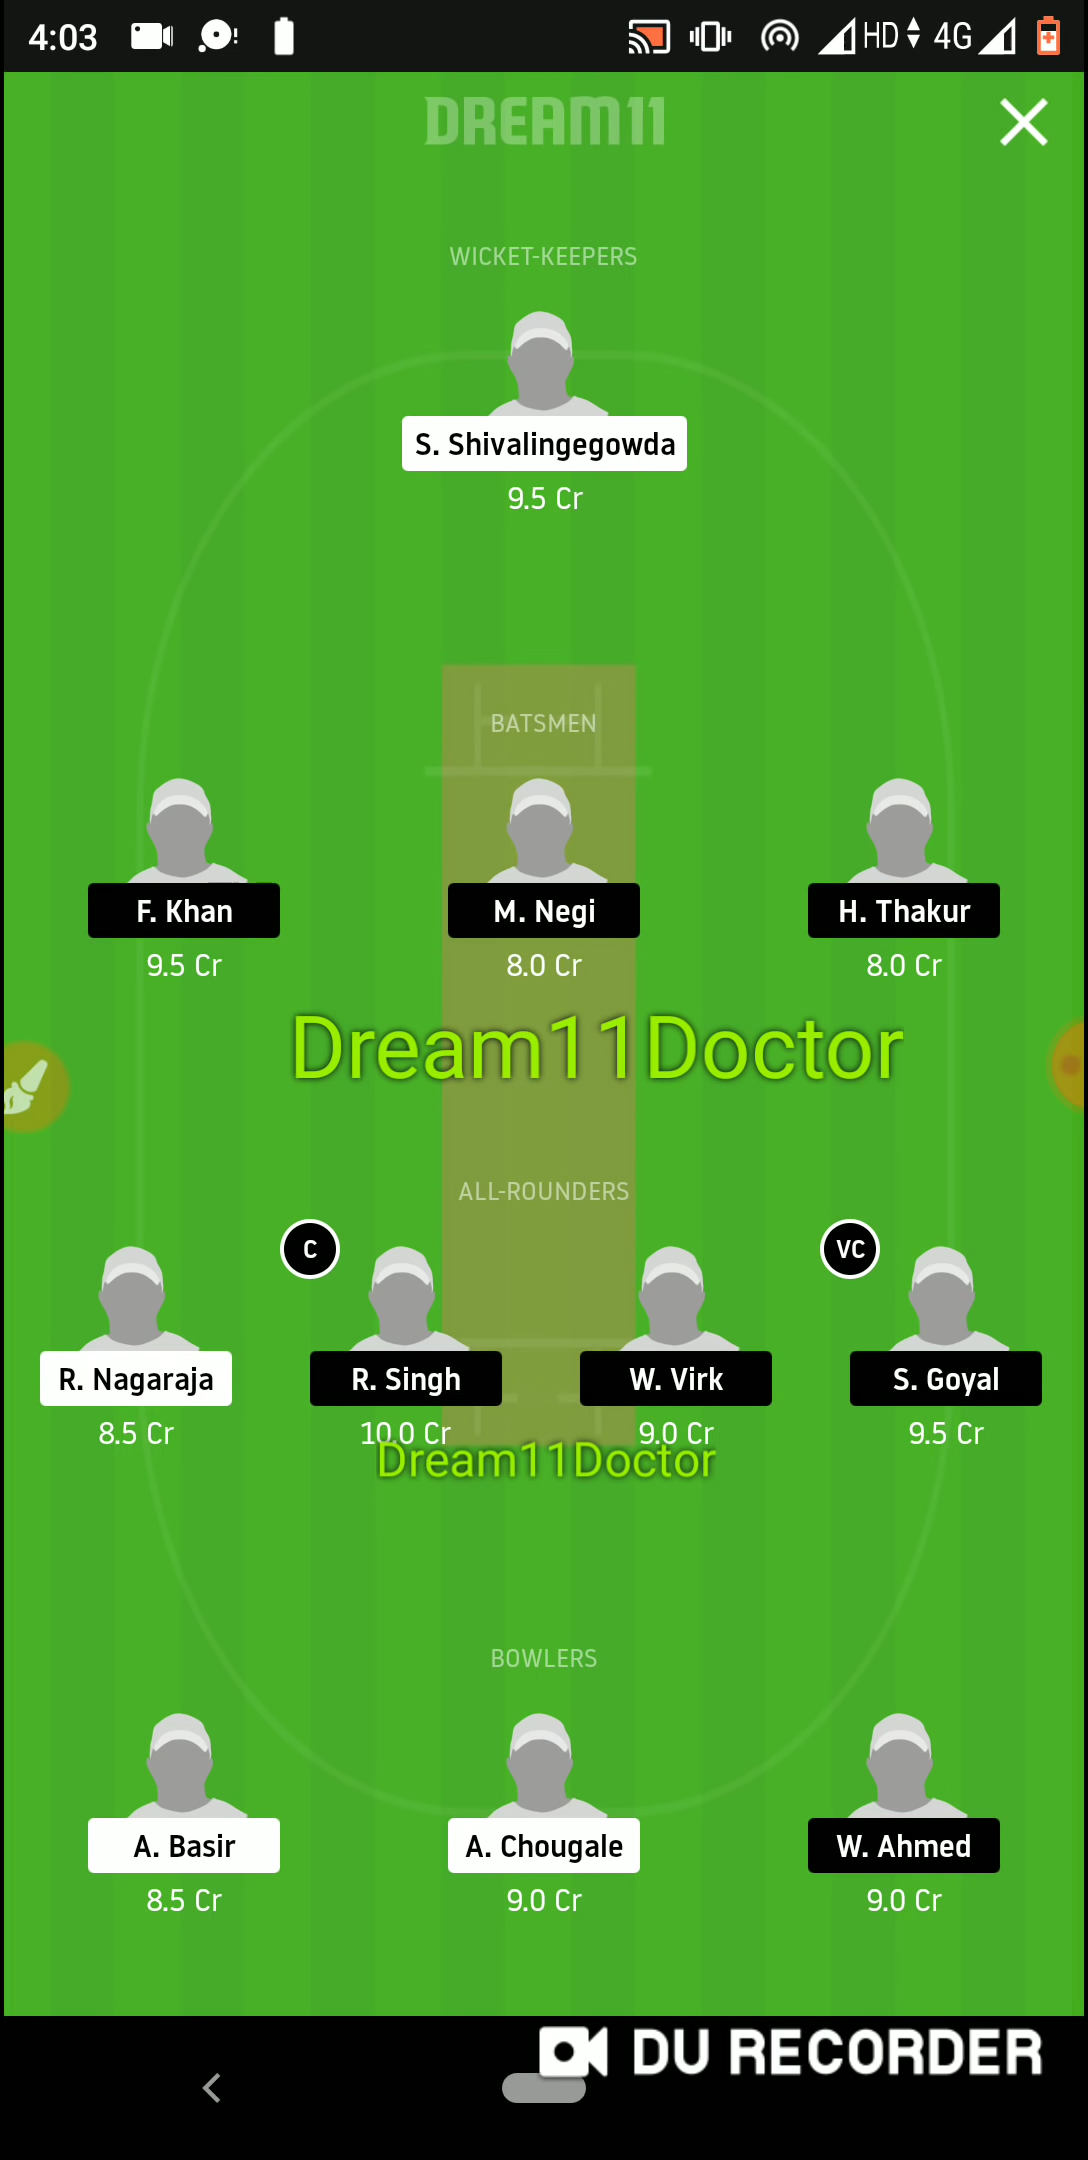 4:03 HD 4G
DREAM11
WICKET-KEEPERS
S. Shivalingegowda
9.5 Cr
BATSMEN
F. Khan M. Negi H. Thakur
9.5 Cr 8.0 Cr 8.0 Cr
Dream11Doctor
ALL-ROUNDERS
C VC
R. Nagaraja R. Singh W. Virk S. Goyal
8.5 Cr 10.0 Cr 9.0 Cr 9.5 Cr
Dream11Doctor
BOWLERS
A. Basir A. Chougale W. Ahmed
8.5 Cr 9.0 Cr 9.0 Cr
DU RECORDER